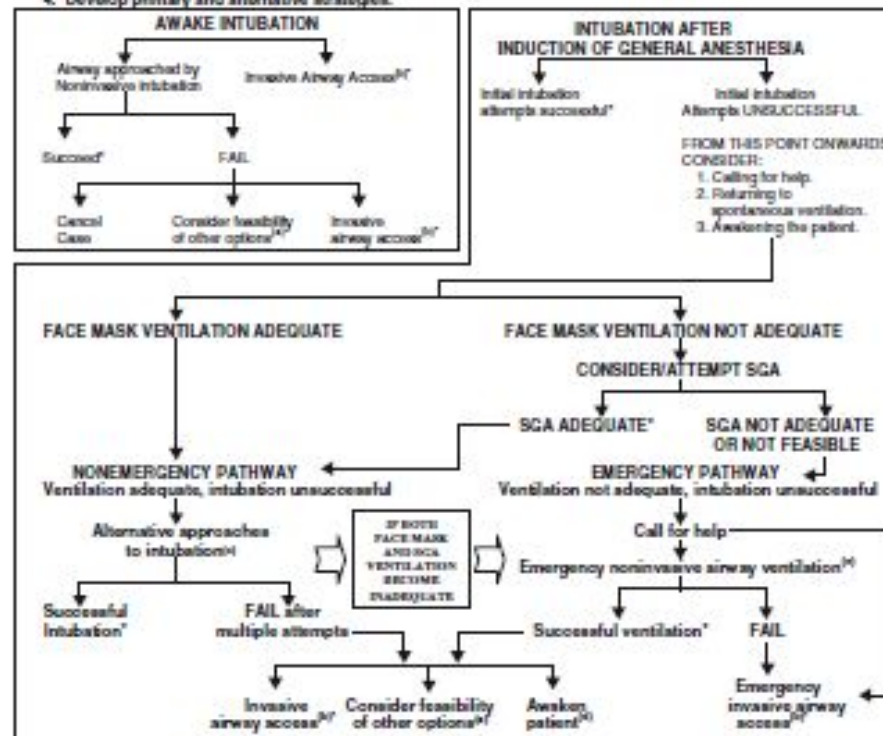 4. Develop primary and alternative strategies:
AWAKE INTUBATION
Airway approached by
Noninvasive intubation
Invasive Airway Access(b)*
Succeed*
FAIL
Cancel
Case
Consider feasibility
of other options(a)
Invasive
airway access(b)*
INTUBATION AFTER
INDUCTION OF GENERAL ANESTHESIA
Initial intubation
attempts successful*
Initial intubation
Attempts UNSUCCESSFUL
FROM THIS POINT ONWARDS
CONSIDER:
1. Calling for help.
2. Returning to
spontaneous ventilation.
3. Awakening the patient.
FACE MASK VENTILATION ADEQUATE
FACE MASK VENTILATION NOT ADEQUATE
CONSIDER/ATTEMPT SGA
SGA ADEQUATE*
SGA NOT ADEQUATE
OR NOT FEASIBLE
NONEMERGENCY PATHWAY
Ventilation adequate, intubation unsuccessful
EMERGENCY PATHWAY
Ventilation not adequate, intubation unsuccessful
Alternative approaches
to intubation(c)
IF BOTH
FACE MASK
AND SGA
VENTILATION
BECOME
INADEQUATE
Call for help
Emergency noninvasive airway ventilation(e)
Successful
Intubation*
FAIL after
multiple attempts
Successful ventilation*
FAIL
Invasive
airway access(b)*
Consider feasibility
of other options(a)
Awaken
patient(d)
Emergency
invasive airway
access(b)*